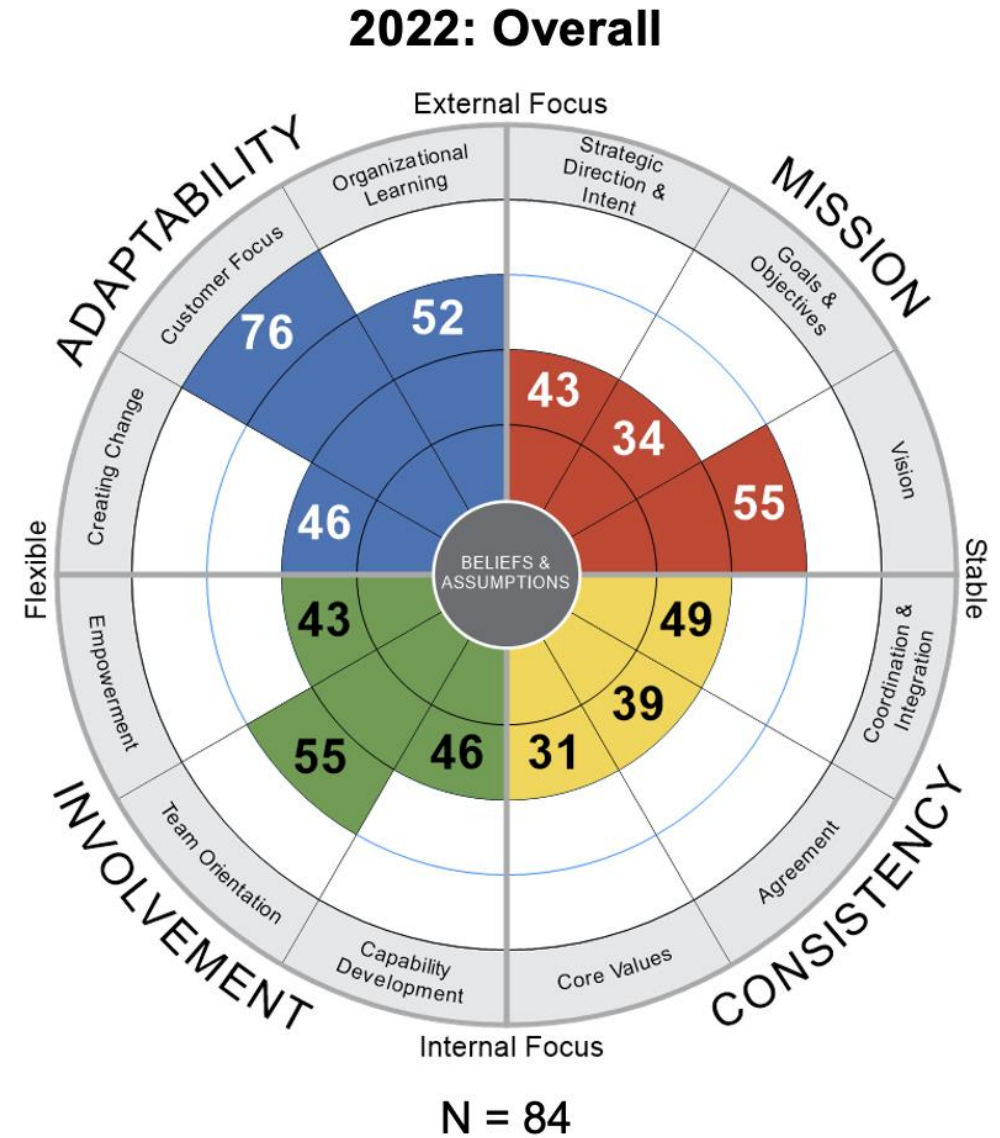 2022: Overall
External Focus
ADAPTABILITY
MISSION
Organizational
Learning
Strategic
Direction &
Intent
Customer Focus
Goals &
Objectives
76
52
43
34
55
Creating Change
Vision
46
BELIEFS &
ASSUMPTIONS
Flexible
Stable
43
49
Empowerment
Coordination &
Integration
55
46
31
39
Team Orientation
Agreement
Capability
Development
Core Values
INVOLVEMENT
CONSISTENCY
Internal Focus
N = 84